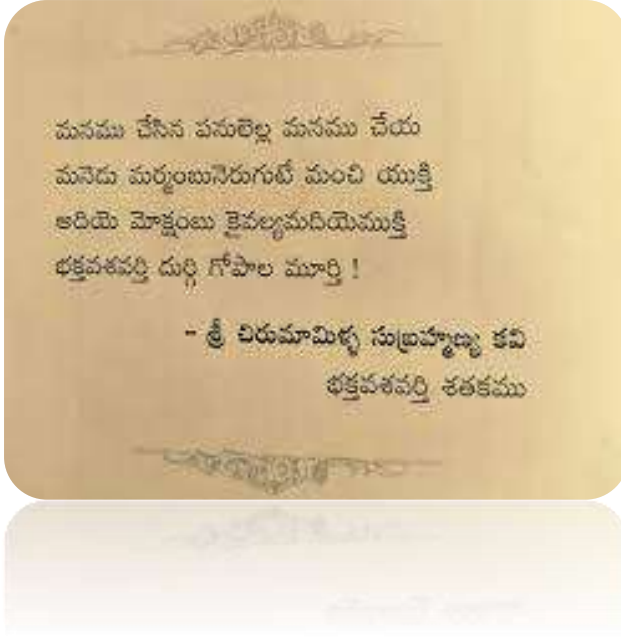 మనము చేసిన పనులెల్ల మనము చేయ
మనెడు మర్మంబునెరుగుటే మంచి యుక్తి
అదియె మోక్షంబు కైవల్యమదియెముక్తి
భక్తవశవర్తి దుర్గి గోపాల మూర్తి !
- శ్రీ చిరుమామిళ్ళ సుబ్రహ్మణ్య కవి
భక్తవశవర్తి శతకము